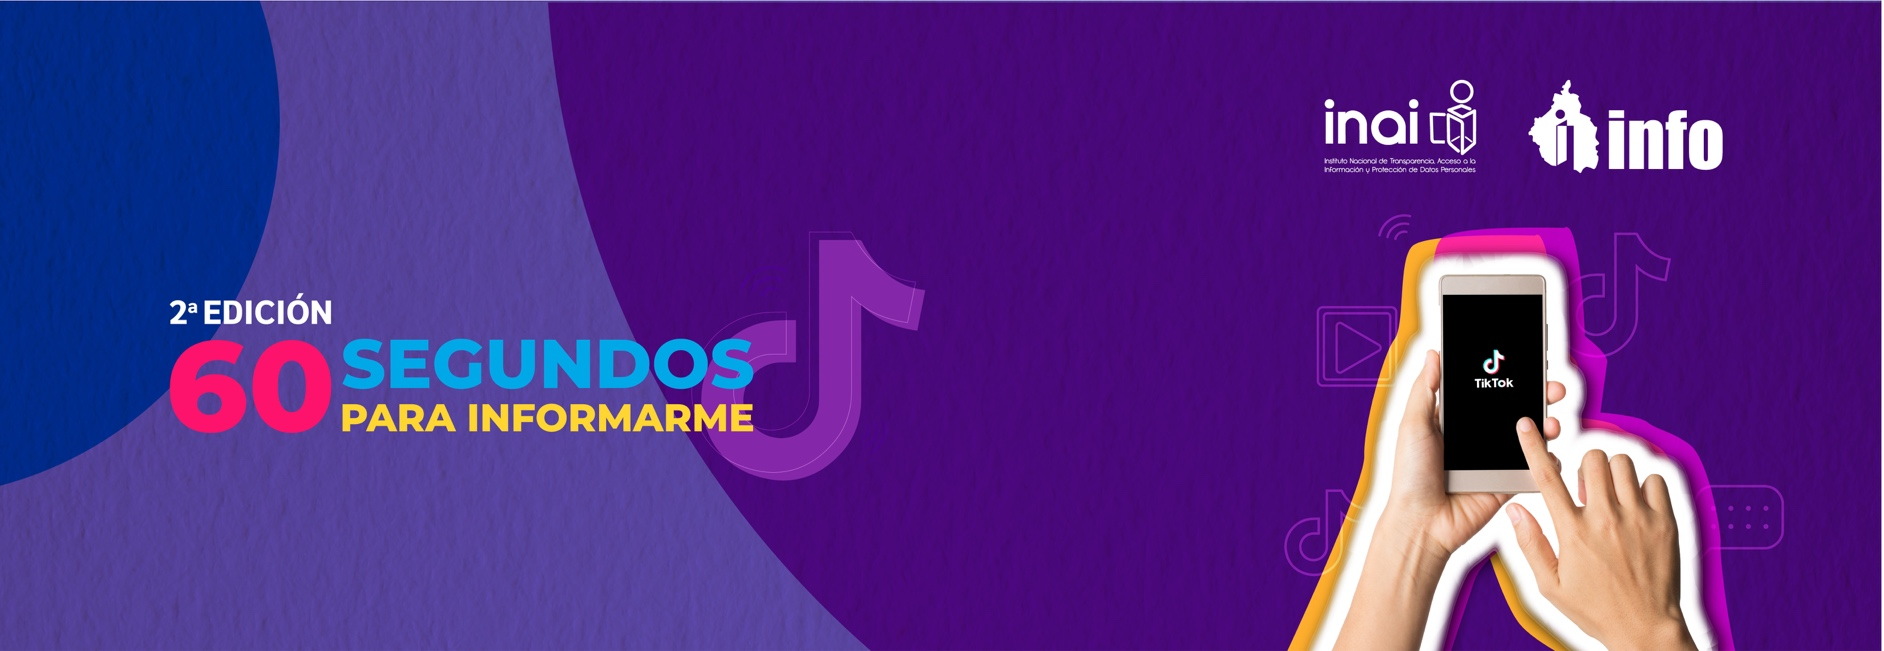 inai
Instituto Nacional de Transparencia, Acceso a la
Información y Protección de Datos Personales
info
2ª EDICIÓN
60 SEGUNDOS
PARA INFORMARME
TikTok